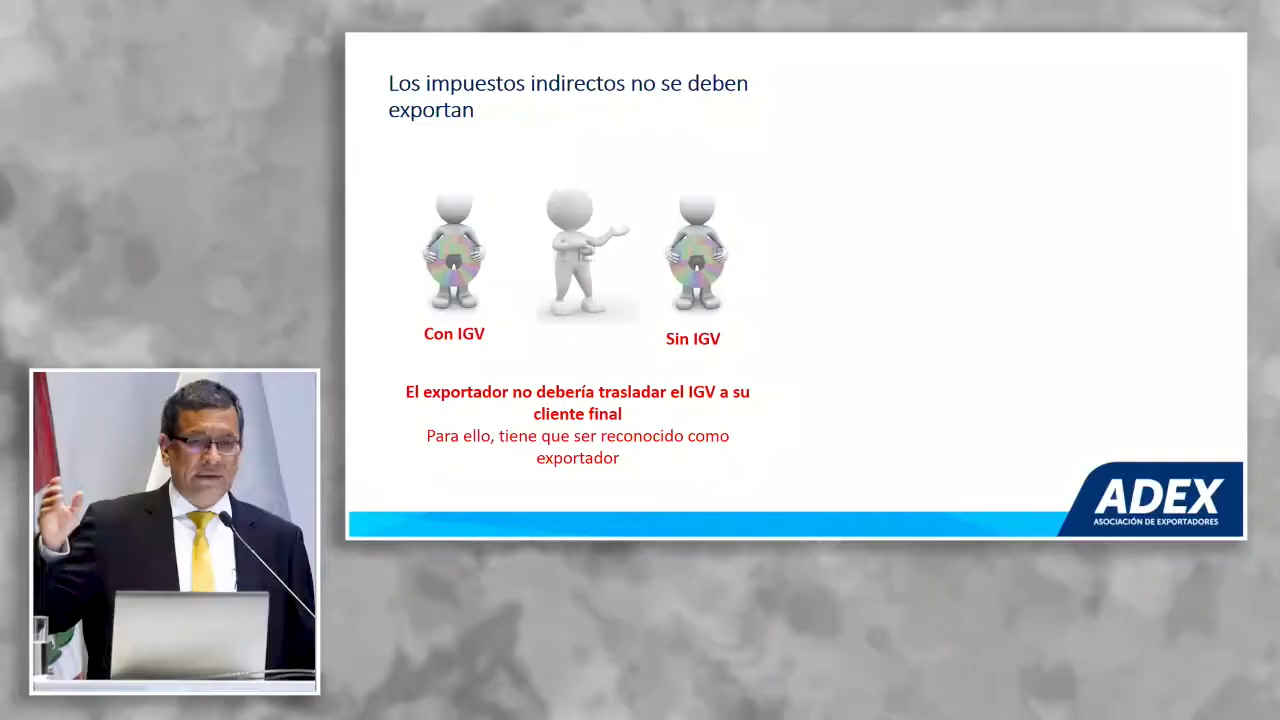 Los impuestos indirectos no se deben
exportan
Con IGV
Sin IGV
El exportador no debería trasladar el IGV a su
cliente final
Para ello, tiene que ser reconocido como
exportador
ADEX
ASOCIACIÓN DE EXPORTADORES